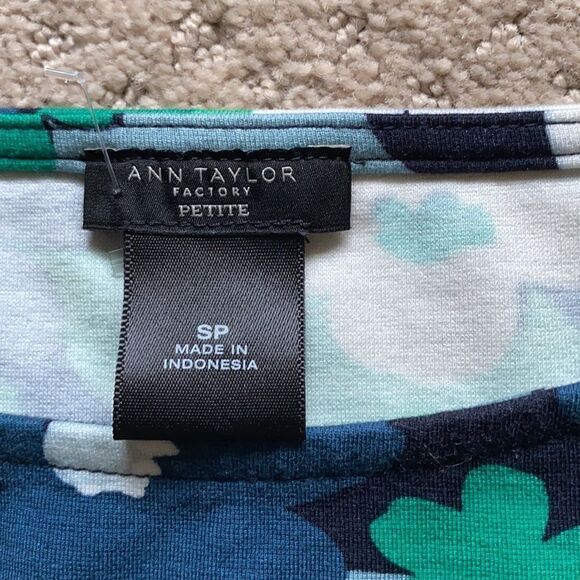 ANN TAYLOR
FACTORY
PETITE
SP
MADE IN
INDONESIA